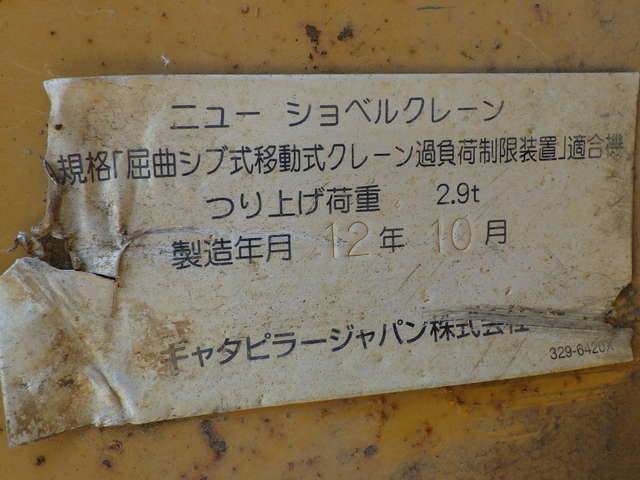 ニュー ショベルクレーン
規格「屈曲ジブ式移動式クレーン過負荷制限装置」適合機
つり上げ荷重 2.9t
製造年月 12年 10月
キャタピラージャパン株式会社